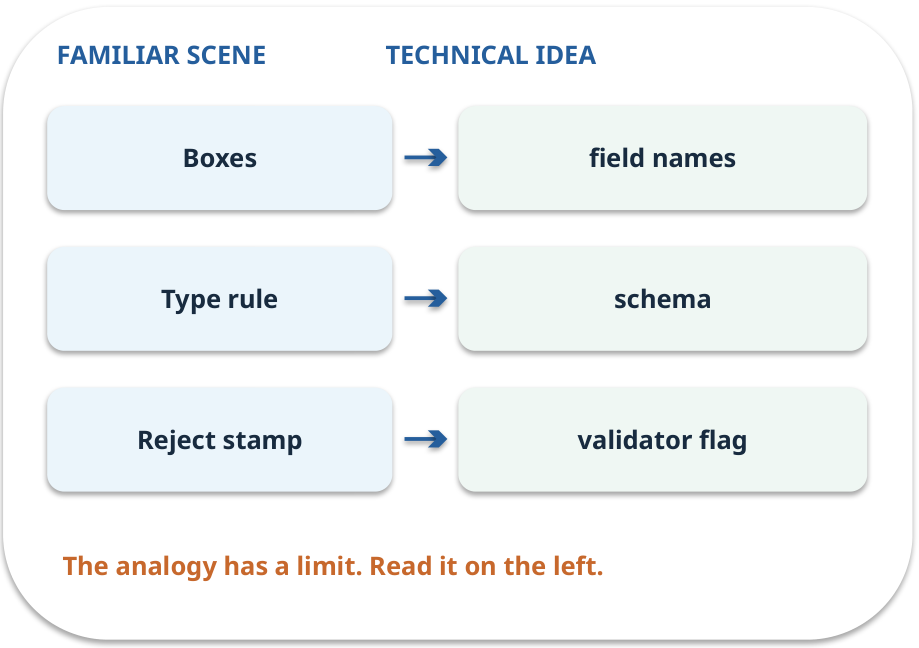 FAMILIAR SCENE TECHNICAL IDEA
Boxes → field names
Type rule → schema
Reject stamp → validator flag
The analogy has a limit. Read it on the left.